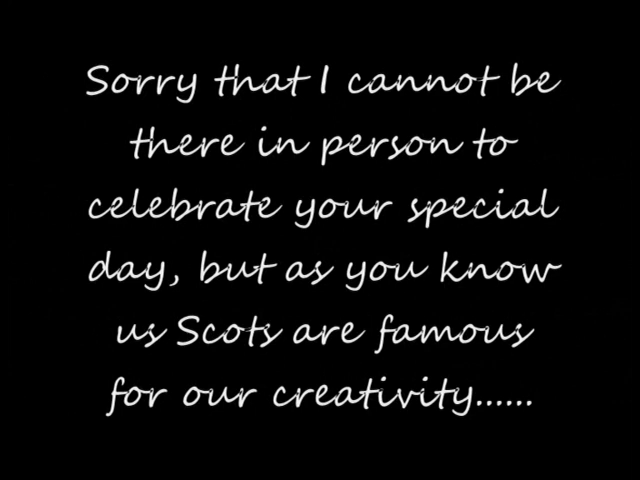 Sorry that I cannot be
there in person to
celebrate your special
day, but as you know
us Scots are famous
for our creativity......